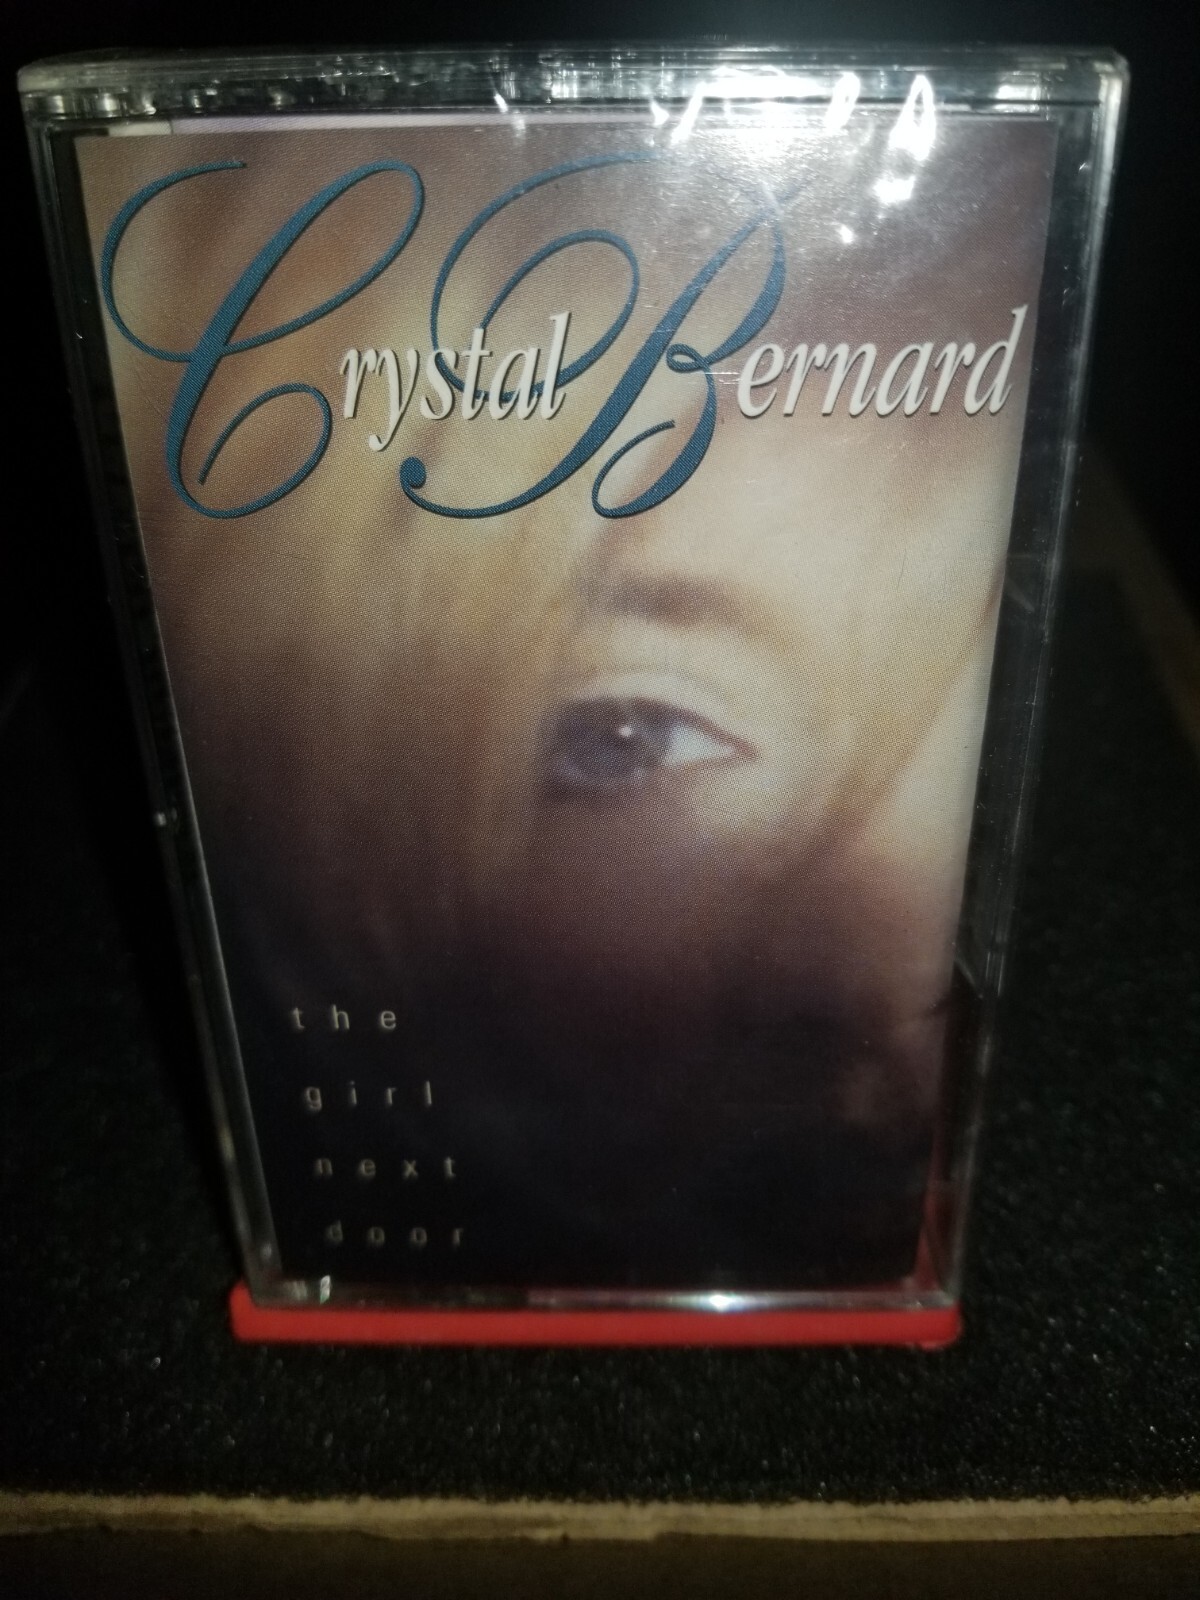 Crystal Bernard
the
girl
next
door